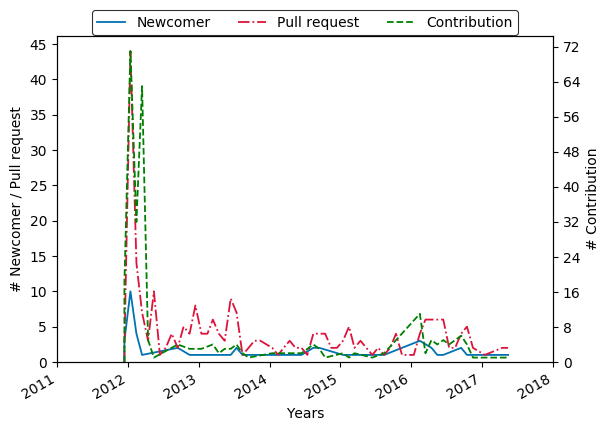 Newcomer Pull request Contribution
45 72
40 64
35 56
30 48
25 40
20 32
15 24
10 16
5 8
0 0
# Newcomer / Pull request
# Contribution
2011 2012 2013 2014 2015 2016 2017 2018
Years